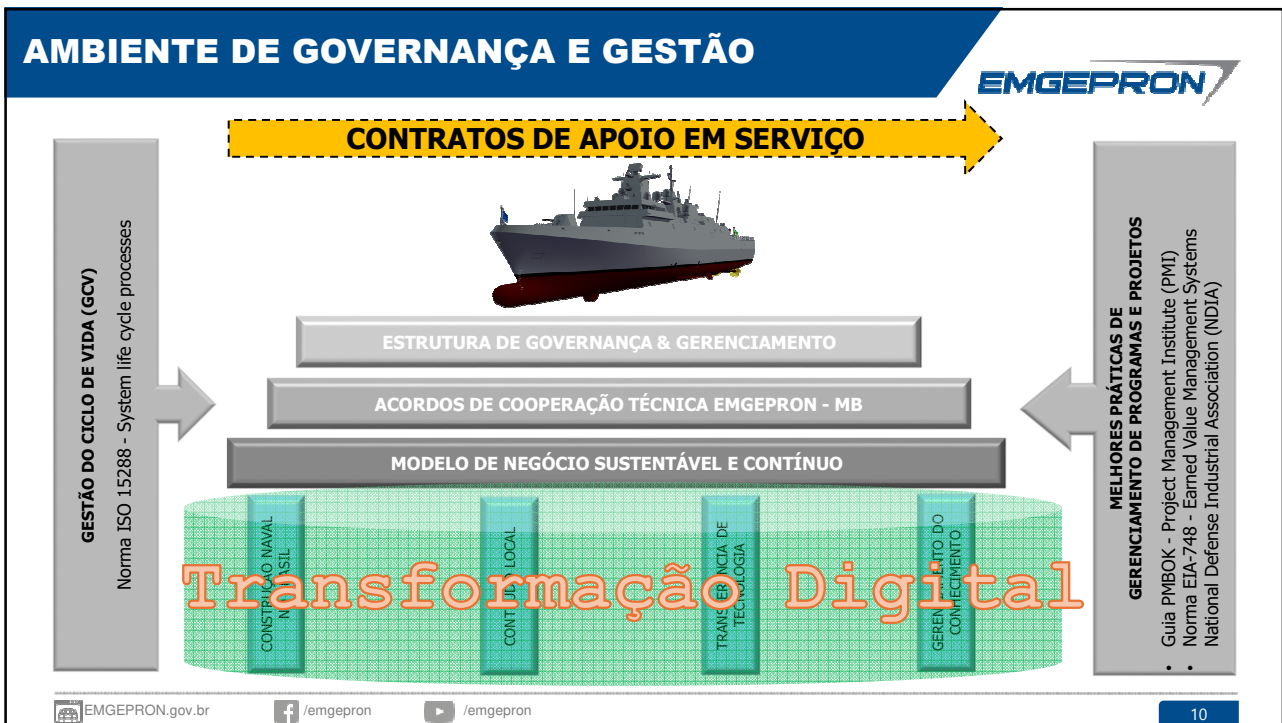 AMBIENTE DE GOVERNANÇA E GESTÃO
EMGEPRON
CONTRATOS DE APOIO EM SERVIÇO
GESTÃO DO CICLO DE VIDA (GCV)
Norma ISO 15288 - System life cycle processes
ESTRUTURA DE GOVERNANÇA & GERENCIAMENTO
ACORDOS DE COOPERAÇÃO TÉCNICA EMGEPRON - MB
MODELO DE NEGÓCIO SUSTENTÁVEL E CONTÍNUO
CONSTRUÇÃO NAVAL
NO BRASIL
CONTEÚDO LOCAL
TRANSFERÊNCIA DE
TECNOLOGIA
GERENCIAMENTO DO
CONHECIMENTO
Transformação Digital
MELHORES PRÁTICAS DE
GERENCIAMENTO DE PROGRAMAS E PROJETOS
• Guia PMBOK - Project Management Institute (PMI)
• Norma EIA-748 - Earned Value Management Systems
National Defense Industrial Association (NDIA)
EMGEPRON.gov.br
/emgepron
/emgepron
10